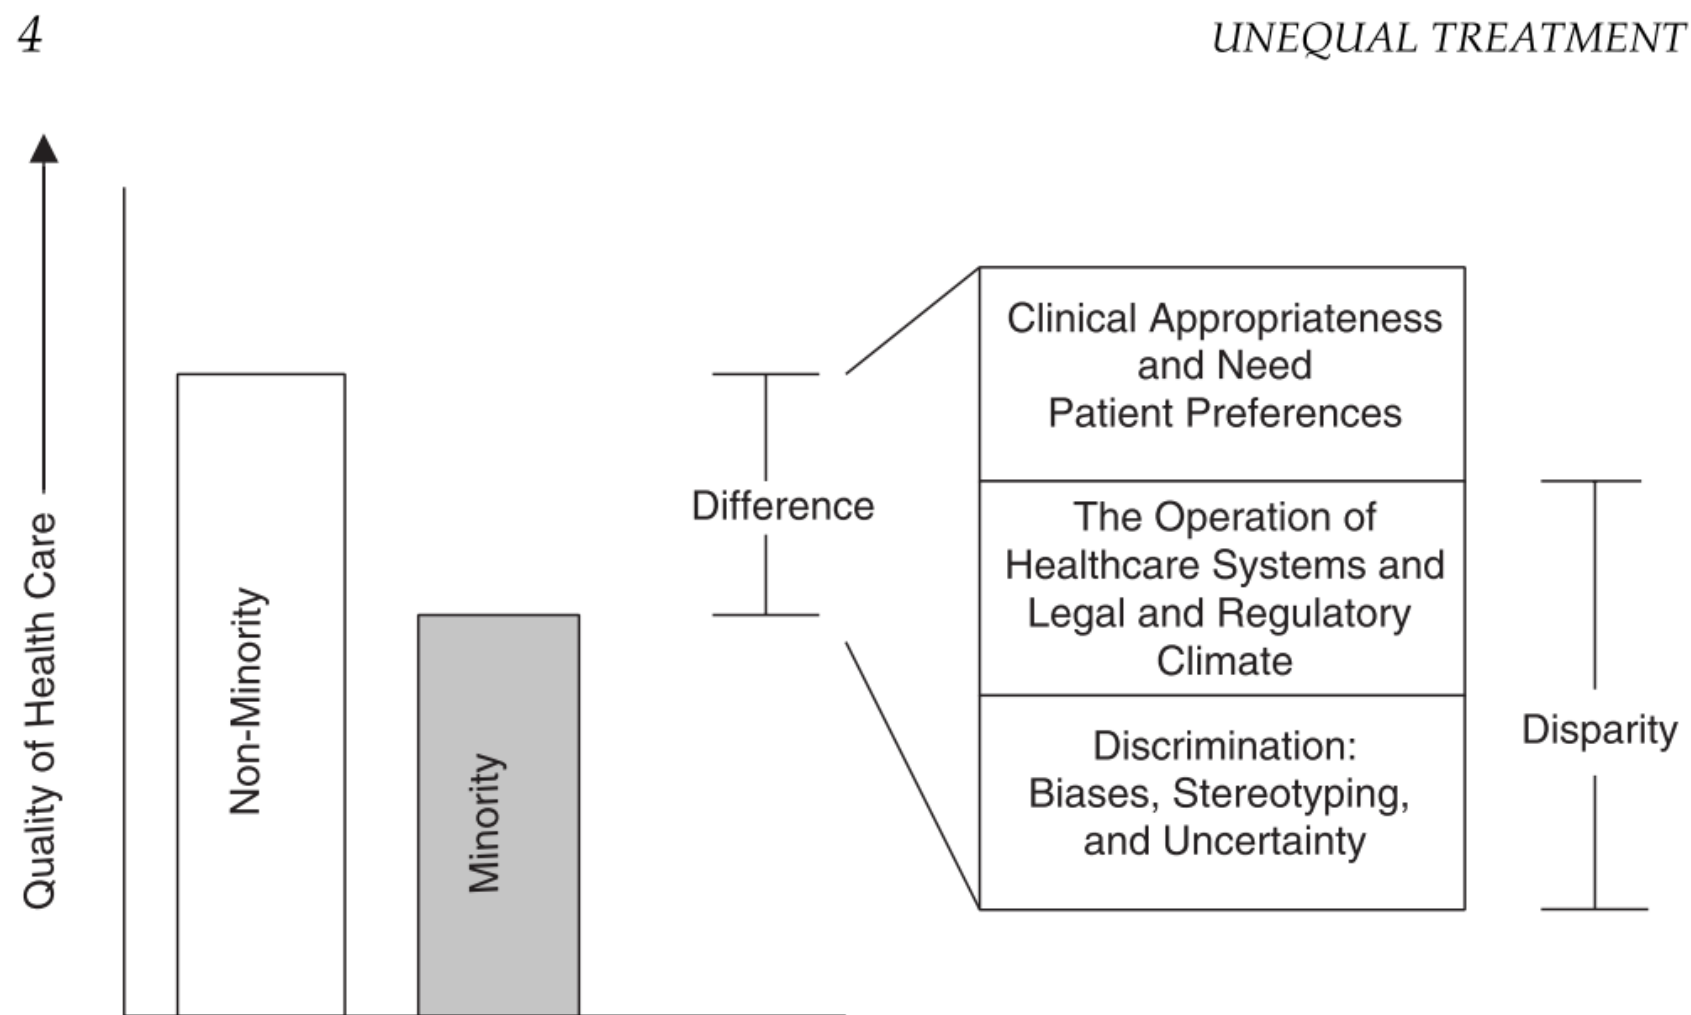 4
UNEQUAL TREATMENT
Quality of Health Care
Non-Minority
Minority
Difference
Clinical Appropriateness
and Need
Patient Preferences
The Operation of
Healthcare Systems and
Legal and Regulatory
Climate
Discrimination:
Biases, Stereotyping,
and Uncertainty
Disparity